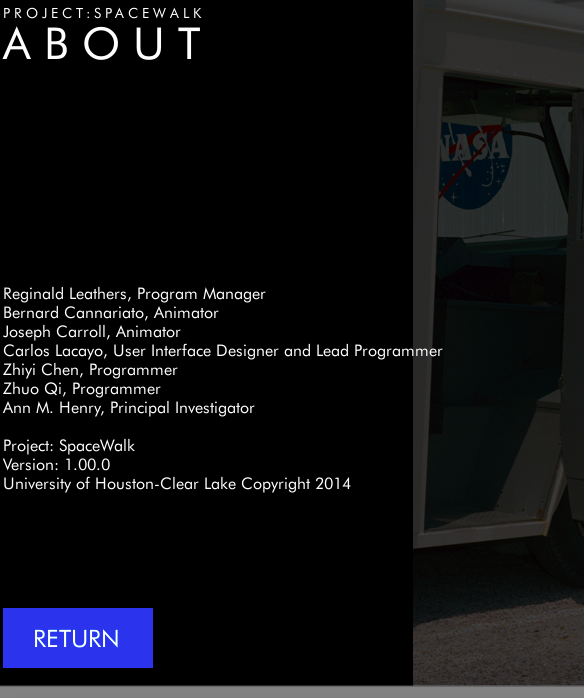 PROJECT:SPACEWALK
ABOUT
NASA
Reginald Leathers, Program Manager
Bernard Cannariato, Animator
Joseph Carroll, Animator
Carlos Lacayo, User Interface Designer and Lead Programmer
Zhiyi Chen, Programmer
Zhuo Qi, Programmer
Ann M. Henry, Principal Investigator
Project: SpaceWalk
Version: 1.00.0
University of Houston-Clear Lake Copyright 2014
RETURN